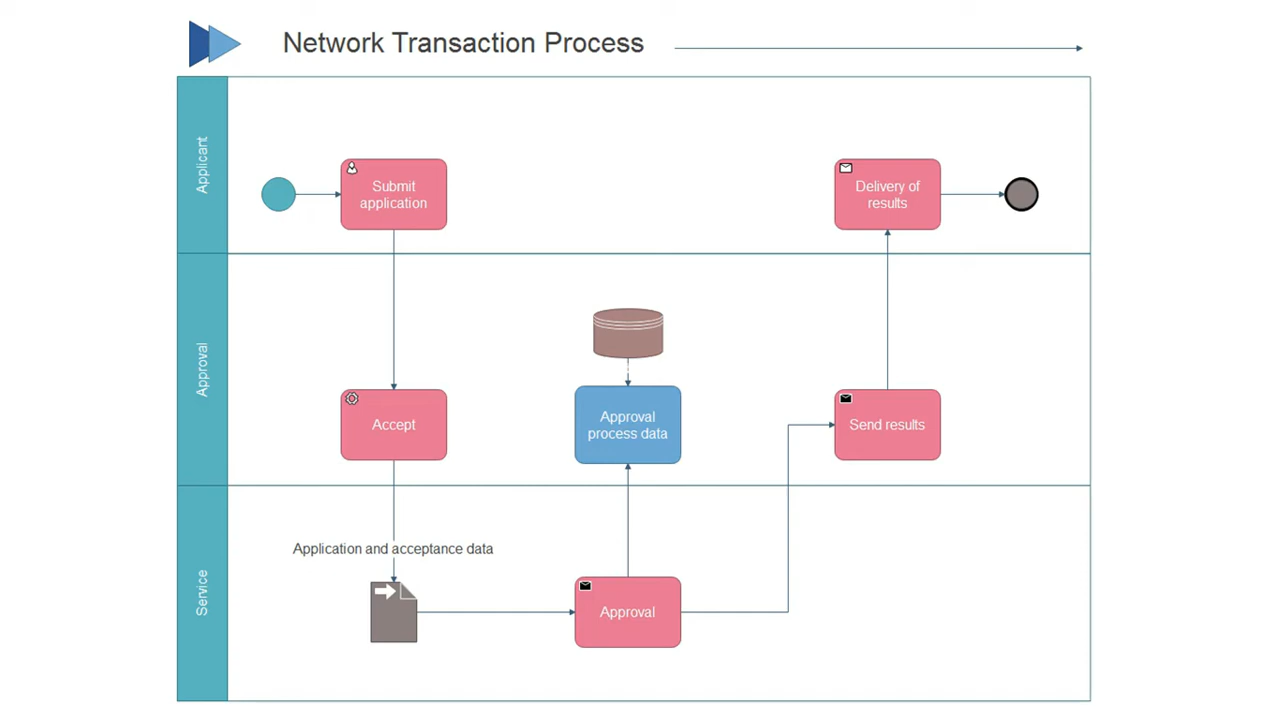 Network Transaction Process
Applicant
Submit
application
Delivery of
results
Approval
Accept
Approval
process data
Send results
Service
Application and acceptance data
Approval